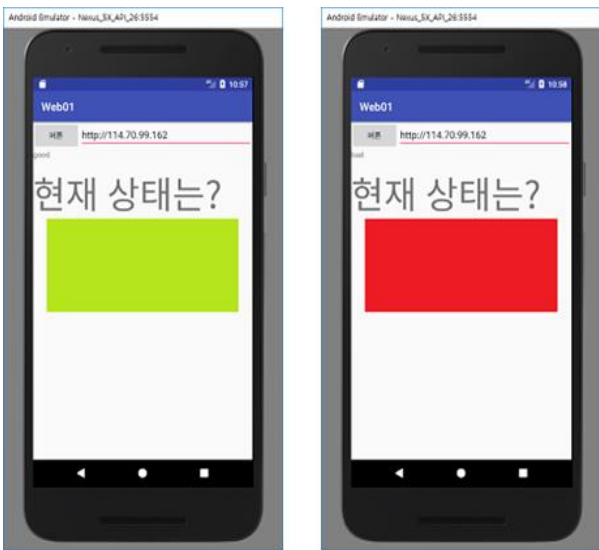 Android Emulator - Nexus_5X_API_26:5554
10:57
Web01
버튼
http://114.70.99.162
good
현재 상태는?
Android Emulator - Nexus_5X_API_26:5554
10:58
Web01
버튼
http://114.70.99.162
bad
현재 상태는?